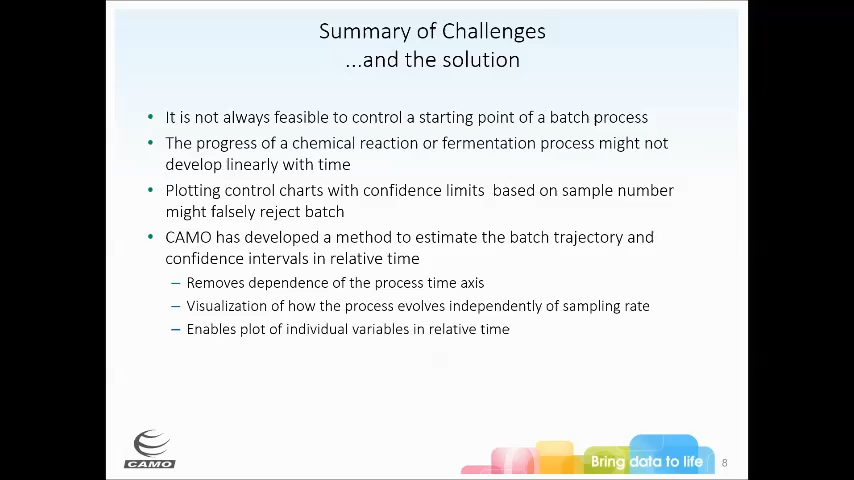 Summary of Challenges
...and the solution
• It is not always feasible to control a starting point of a batch process
• The progress of a chemical reaction or fermentation process might not
develop linearly with time
• Plotting control charts with confidence limits based on sample number
might falsely reject batch
• CAMO has developed a method to estimate the batch trajectory and
confidence intervals in relative time
– Removes dependence of the process time axis
– Visualization of how the process evolves independently of sampling rate
– Enables plot of individual variables in relative time
CAMO
Bring data to life
8